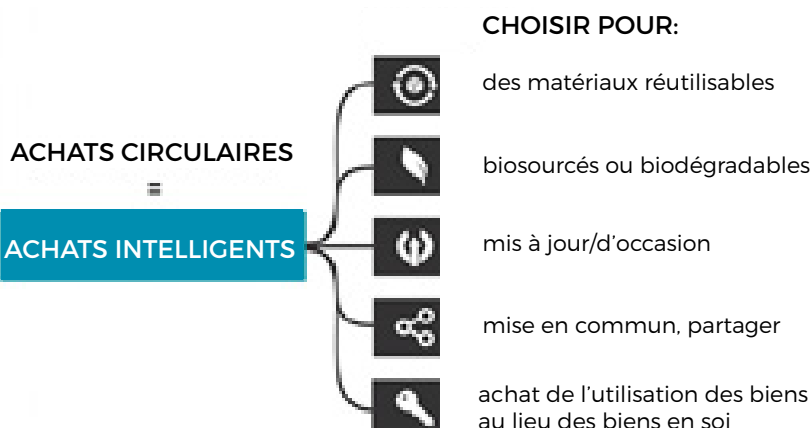 CHOISIR POUR:
des matériaux réutilisables
ACHATS CIRCULAIRES
=
ACHATS INTELLIGENTS
biosourcés ou biodégradables
mis à jour/d’occasion
mise en commun, partager
achat de l’utilisation des biens
au lieu des biens en soi